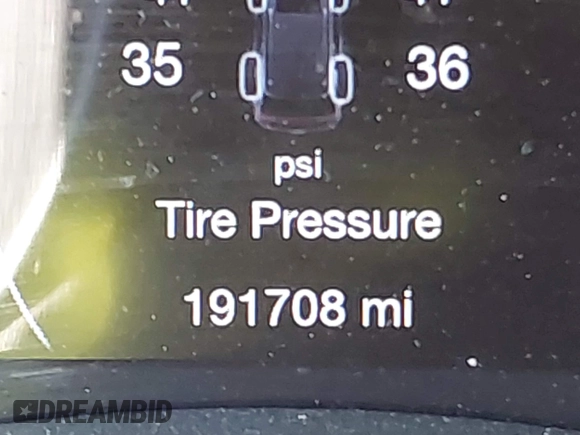 35 36
psi
Tire Pressure
191708 mi
DREAMBID